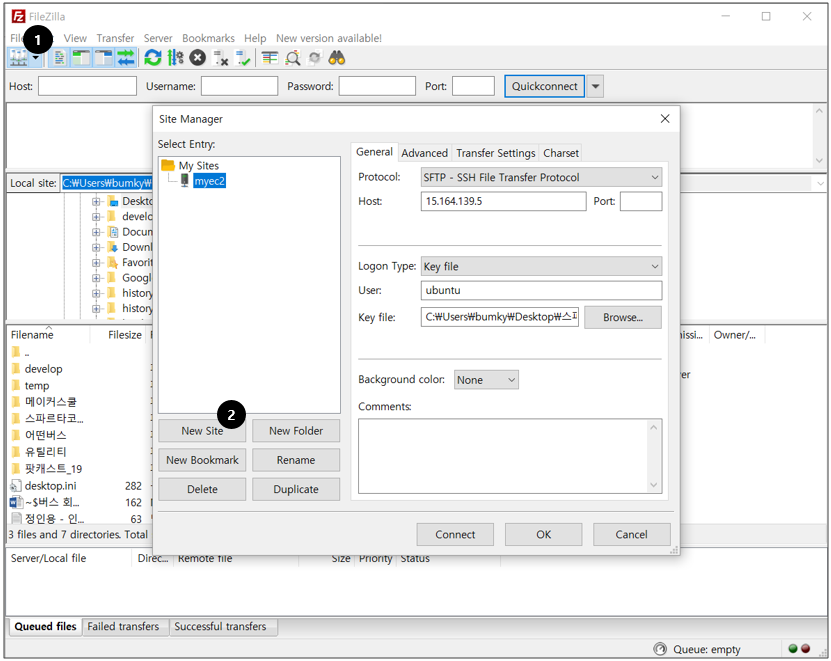 FileZilla
File
View Transfer Server Bookmarks Help New version available!
1
Host: Username: Password: Port: Quickconnect
Site Manager
Select Entry:
My Sites
myec2
General Advanced Transfer Settings Charset
Protocol: SFTP - SSH File Transfer Protocol
Host: 15.164.139.5 Port:
Logon Type: Key file
User: ubuntu
Key file: C:₩Users₩bumky₩Desktop₩스파 Browse...
Background color: None
Comments:
2
New Site New Folder
New Bookmark Rename
Delete Duplicate
Connect OK Cancel
Local site: C:₩Users₩bumky₩
Deskto
develo
Docun
Downl
Favorit
Googl
history
history
Filename Filesize
Owner/...
..
develop
temp
메이커스쿨
스파르타코...
어떤버스
유틸리티
팟캐스트_19
desktop.ini 282
~$버스 회... 162
정인용 - 인... 63
3 files and 7 directories. Total
Server/Local file Direc... Remote file Size Priority Status
Queued files Failed transfers Successful transfers
Queue: empty